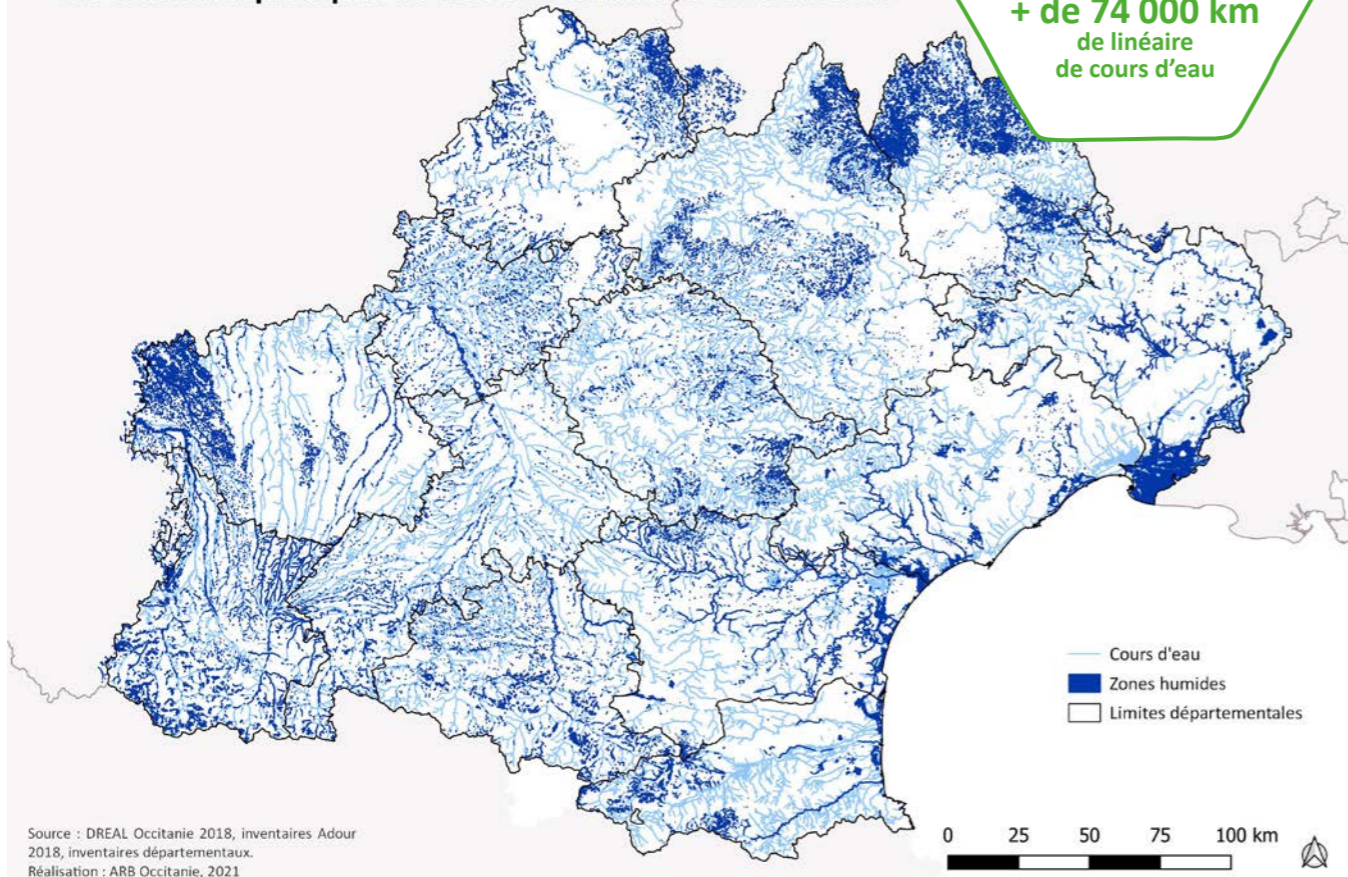 + de 74 000 km
de linéaire
de cours d'eau
Cours d'eau
Zones humides
Limites départementales
Source : DREAL Occitanie 2018, inventaires Adour
2018, inventaires départementaux.
Réalisation : ARB Occitanie, 2021
0 25 50 75 100 km